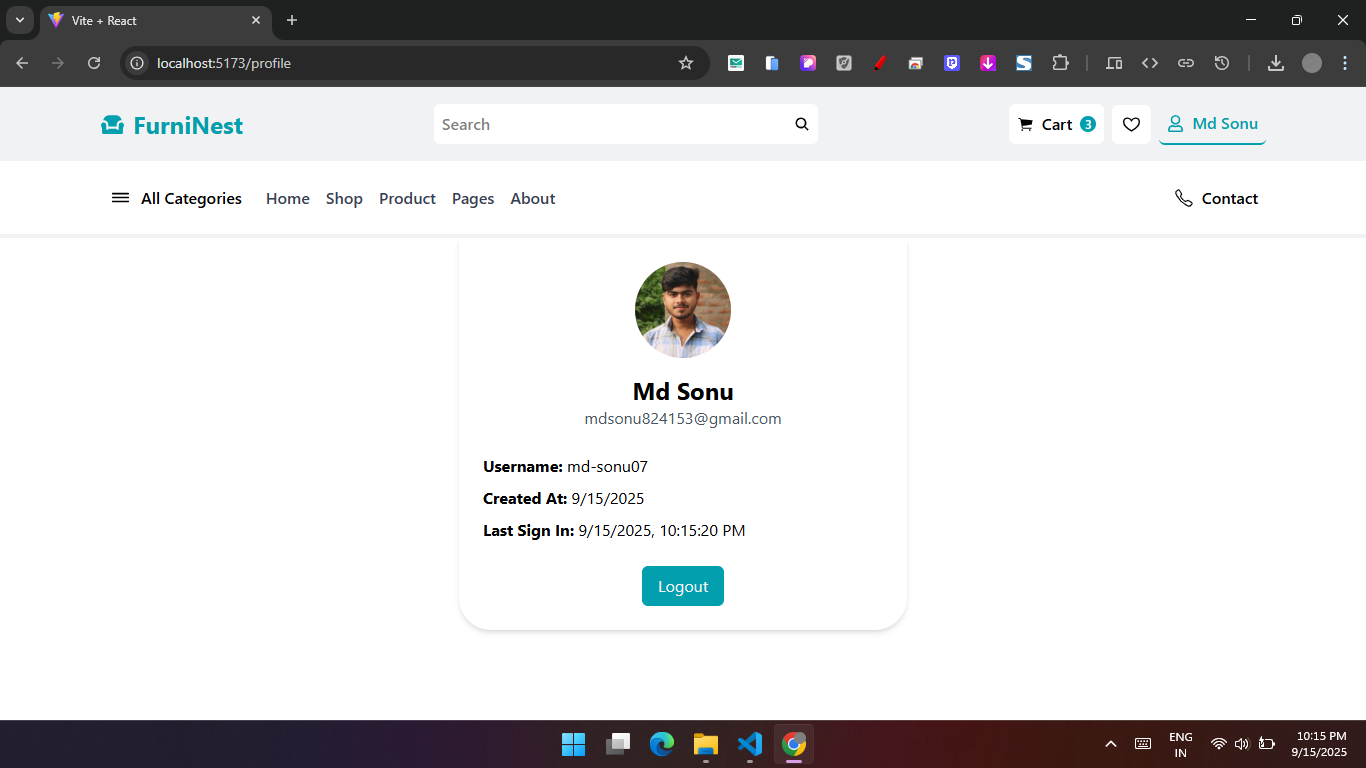 Vite + React
localhost:5173/profile
FurniNest
Search
Cart 3
Md Sonu
All Categories
Home
Shop
Product
Pages
About
Contact
Md Sonu
mdsonu824153@gmail.com
Username: md-sonu07
Created At: 9/15/2025
Last Sign In: 9/15/2025, 10:15:20 PM
Logout
ENG
IN
10:15 PM
9/15/2025